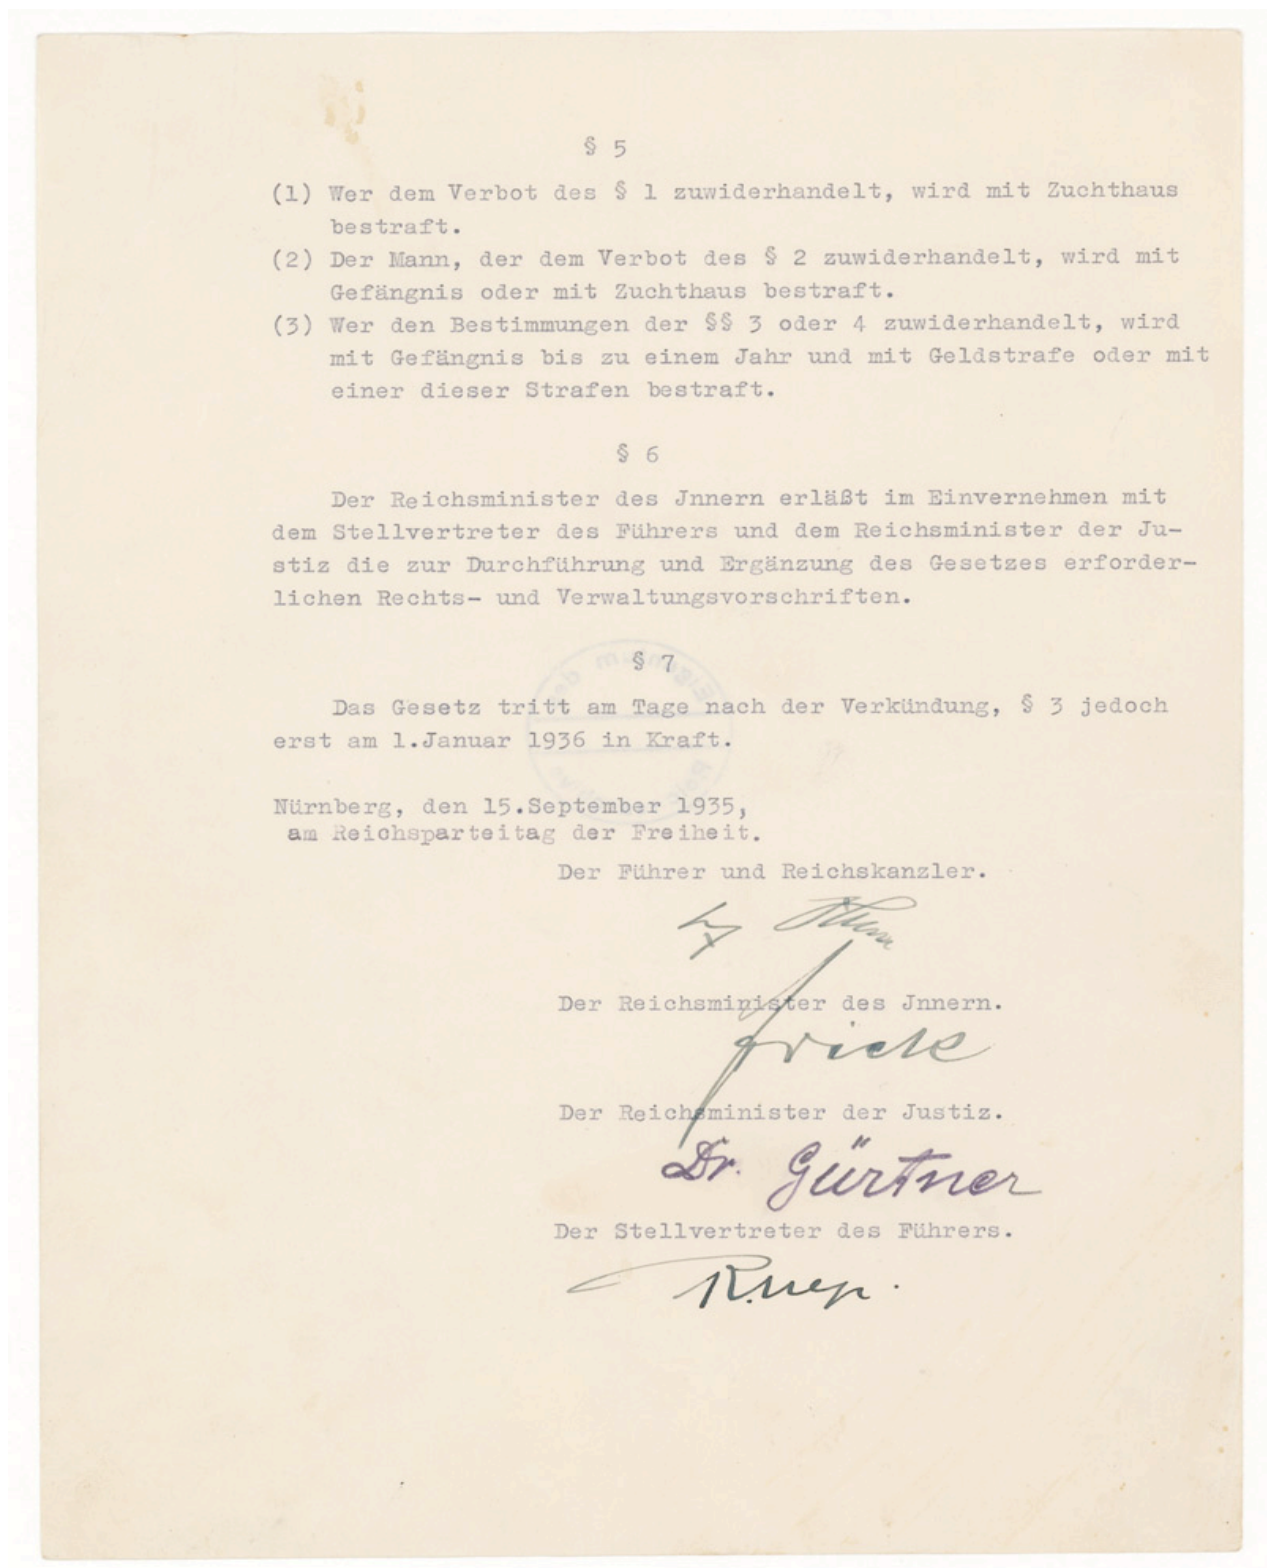 § 5
(1) Wer dem Verbot des § 1 zuwiderhandelt, wird mit Zuchthaus
bestraft.
(2) Der Mann, der dem Verbot des § 2 zuwiderhandelt, wird mit
Gefängnis oder mit Zuchthaus bestraft.
(3) Wer den Bestimmungen der §§ 3 oder 4 zuwiderhandelt, wird
mit Gefängnis bis zu einem Jahr und mit Geldstrafe oder mit
einer dieser Strafen bestraft.
§ 6
Der Reichsminister des Jnnern erläßt im Einvernehmen mit
dem Stellvertreter des Führers und dem Reichsminister der Ju-
stiz die zur Durchführung und Ergänzung des Gesetzes erforder-
lichen Rechts- und Verwaltungsvorschriften.
§ 7
Das Gesetz tritt am Tage nach der Verkündung, § 3 jedoch
erst am 1.Januar 1936 in Kraft.
Nürnberg, den 15.September 1935,
am Reichsparteitag der Freiheit.
Der Führer und Reichskanzler.
Der Reichsminister des Jnnern.
Frick
Der Reichsminister der Justiz.
Dr. Gürtner
Der Stellvertreter des Führers.